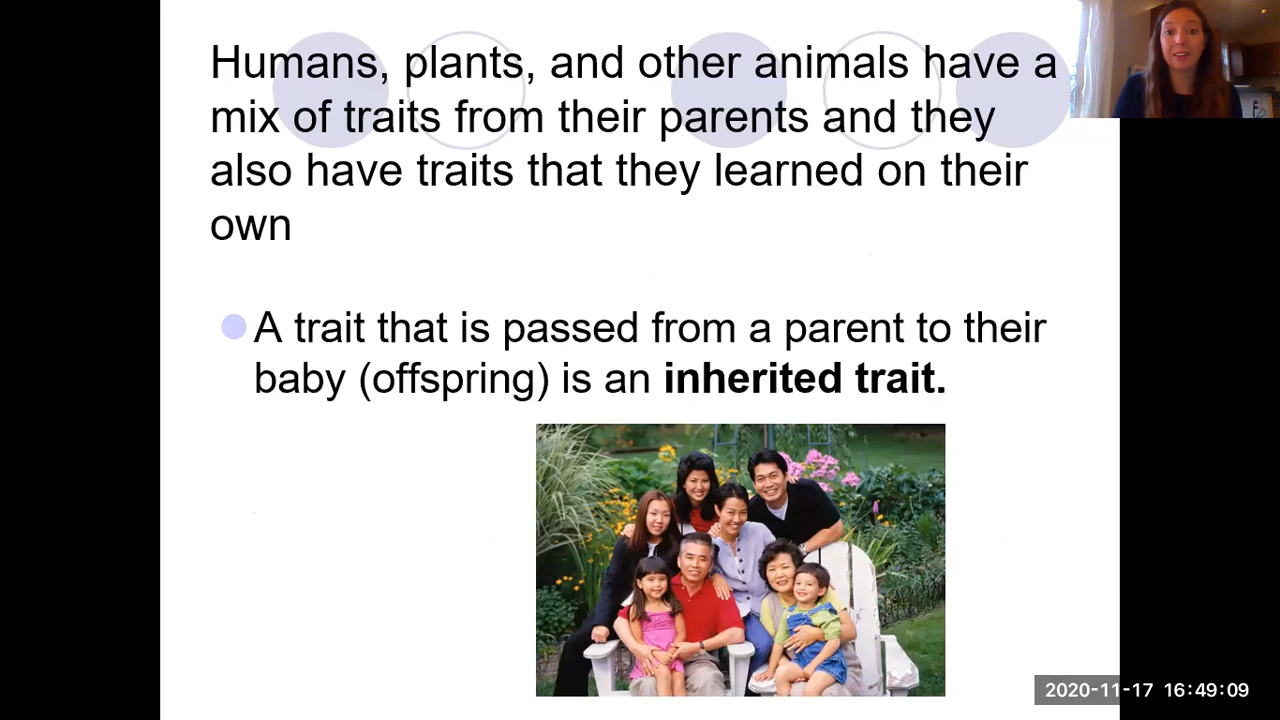 Humans, plants, and other animals have a
mix of traits from their parents and they
also have traits that they learned on their
own
A trait that is passed from a parent to their
baby (offspring) is an inherited trait.
2020-11-17 16:49:09